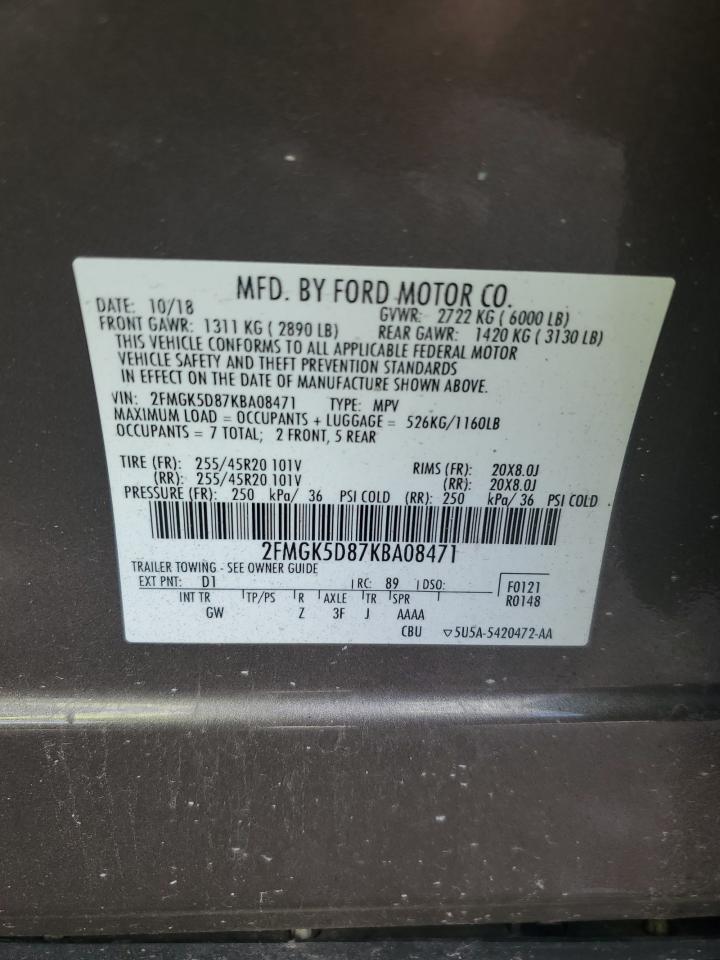 MFD. BY FORD MOTOR CO.
DATE: 10/18 GVWR: 2722 KG ( 6000 LB)
FRONT GAWR: 1311 KG ( 2890 LB) REAR GAWR: 1420 KG ( 3130 LB)
THIS VEHICLE CONFORMS TO ALL APPLICABLE FEDERAL MOTOR
VEHICLE SAFETY AND THEFT PREVENTION STANDARDS
IN EFFECT ON THE DATE OF MANUFACTURE SHOWN ABOVE.
VIN: 2FMGK5D87KBA08471 TYPE: MPV
MAXIMUM LOAD = OCCUPANTS + LUGGAGE = 526KG/1160LB
OCCUPANTS = 7 TOTAL; 2 FRONT, 5 REAR
TIRE (FR): 255/45R20 101V RIMS (FR): 20X8.0J
(RR): 255/45R20 101V (RR): 20X8.0J
PRESSURE (FR): 250 kPa/ 36 PSI COLD (RR): 250 kPa/ 36 PSI COLD
2FMGK5D87KBA08471
TRAILER TOWING - SEE OWNER GUIDE
EXT PNT: D1 RC: 89 DSO: F0121
INT TR TP/PS R AXLE TR SPR R0148
GW Z 3F J AAAA
CBU ▽5U5A-5420472-AA